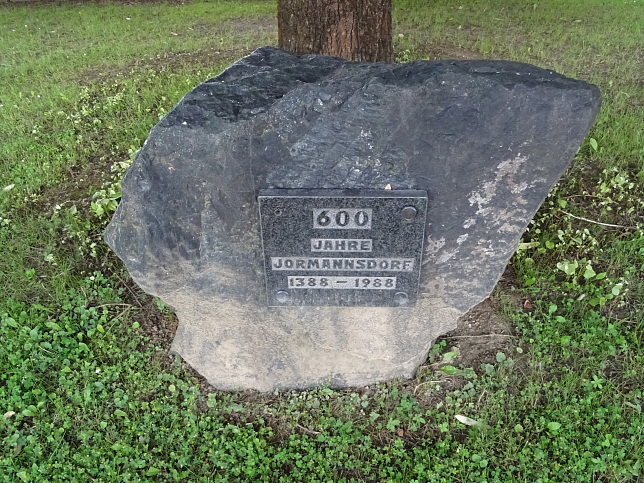 600
JAHRE
JORMANNSDORF
1388 – 1988